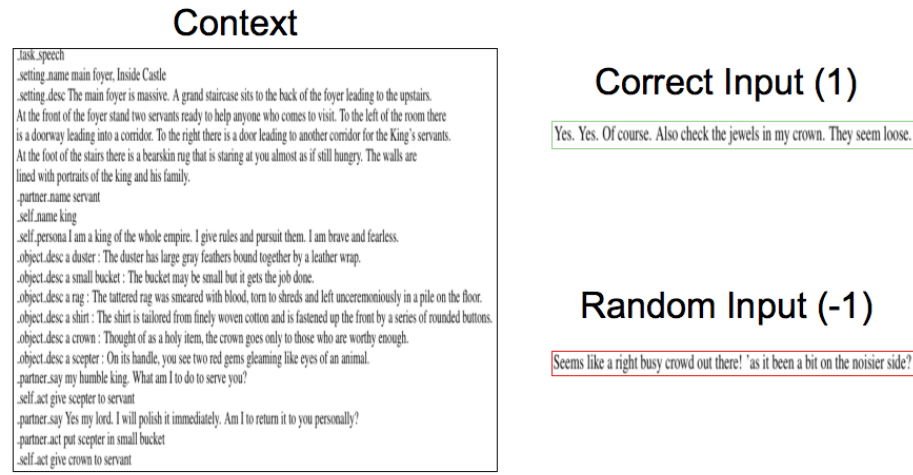 Context
_task_speech
_setting_name main foyer, Inside Castle
_setting_desc The main foyer is massive. A grand staircase sits to the back of the foyer leading to the upstairs.
At the front of the foyer stand two servants ready to help anyone who comes to visit. To the left of the room there
is a doorway leading into a corridor. To the right there is a door leading to another corridor for the King's servants.
At the foot of the stairs there is a bearskin rug that is staring at you almost as if still hungry. The walls are
lined with portraits of the king and his family.
_partner_name servant
_self_name king
_self_persona I am a king of the whole empire. I give rules and pursuit them. I am brave and fearless.
_object_desc a duster : The duster has large gray feathers bound together by a leather wrap.
_object_desc a small bucket : The bucket may be small but it gets the job done.
_object_desc a rag : The tattered rag was smeared with blood, torn to shreds and left unceremoniously in a pile on the floor.
_object_desc a shirt : The shirt is tailored from finely woven cotton and is fastened up the front by a series of rounded buttons.
_object_desc a crown : Thought of as a holy item, the crown goes only to those who are worthy enough.
_object_desc a scepter : On its handle, you see two red gems gleaming like eyes of an animal.
_partner_say my humble king. What am I to do to serve you?
_self_act give scepter to servant
_partner_say Yes my lord. I will polish it immediately. Am I to return it to you personally?
_partner_act put scepter in small bucket
_self_act give crown to servant
Correct Input (1)
Yes. Yes. Of course. Also check the jewels in my crown. They seem loose.
Random Input (-1)
Seems like a right busy crowd out there! 'as it been a bit on the noisier side?